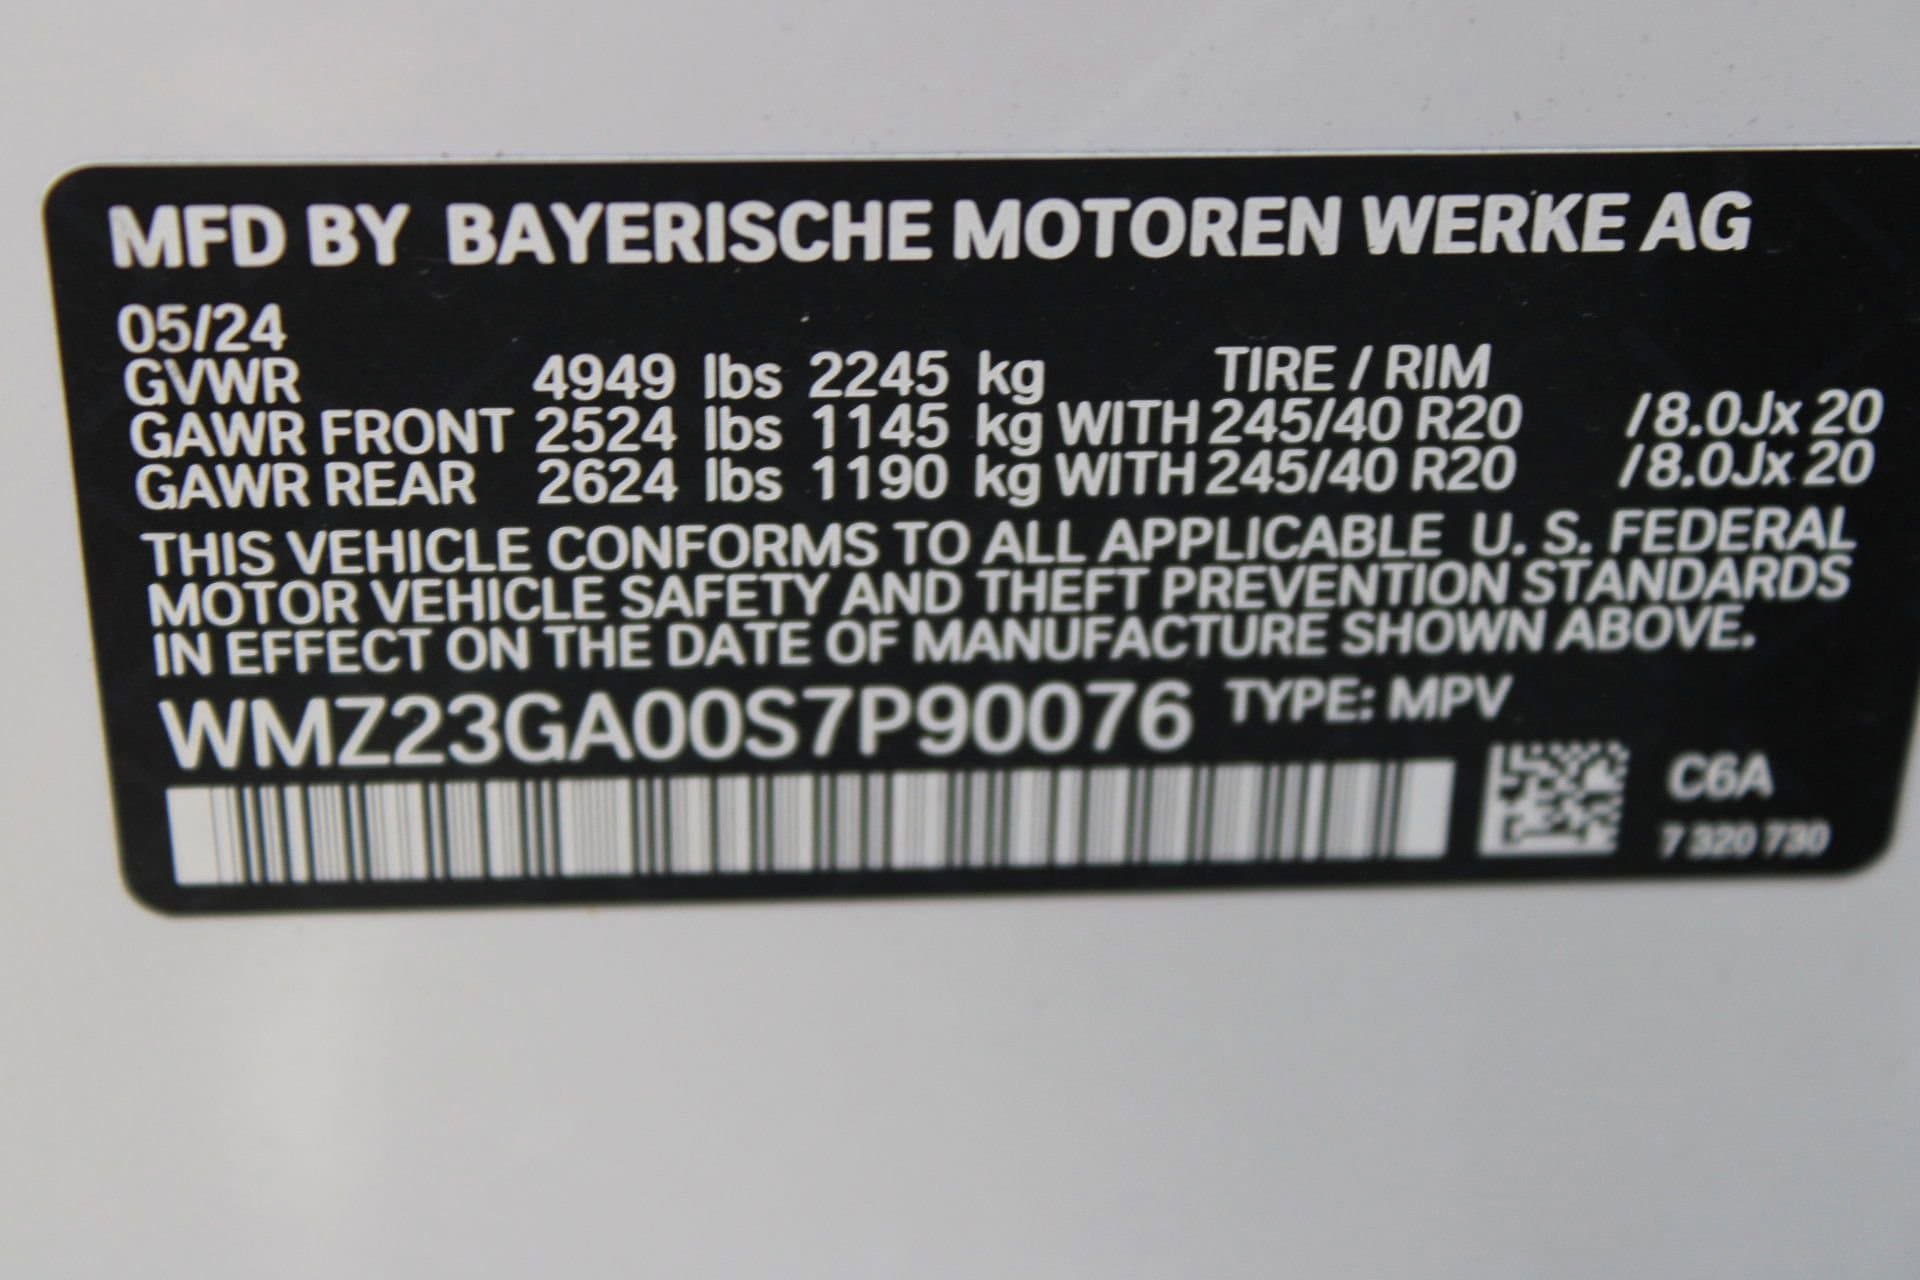 MFD BY BAYERISCHE MOTOREN WERKE AG
05/24
GVWR 4949 lbs 2245 kg TIRE / RIM
GAWR FRONT 2524 lbs 1145 kg WITH 245/40 R20 /8.0Jx 20
GAWR REAR 2624 lbs 1190 kg WITH 245/40 R20 /8.0Jx 20
THIS VEHICLE CONFORMS TO ALL APPLICABLE U. S. FEDERAL
MOTOR VEHICLE SAFETY AND THEFT PREVENTION STANDARDS
IN EFFECT ON THE DATE OF MANUFACTURE SHOWN ABOVE.
WMZ23GA00S7P90076 TYPE: MPV
C6A
7 320 730